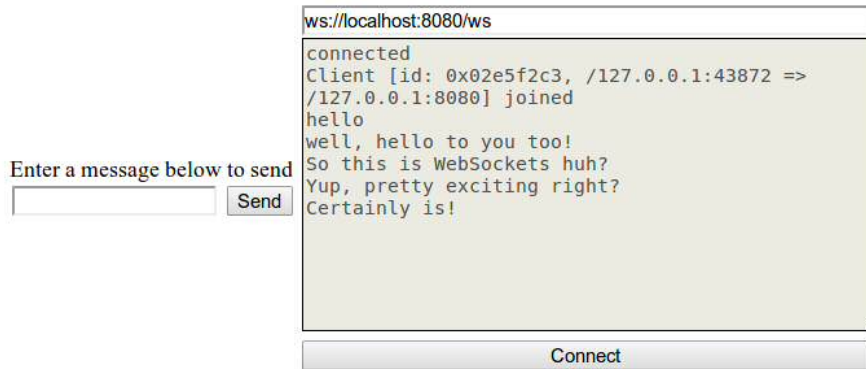 ws://localhost:8080/ws
connected
Client [id: 0x02e5f2c3, /127.0.0.1:43872 =>
/127.0.0.1:8080] joined
hello
well, hello to you too!
So this is WebSockets huh?
Yup, pretty exciting right?
Certainly is!
Enter a message below to send
Send
Connect